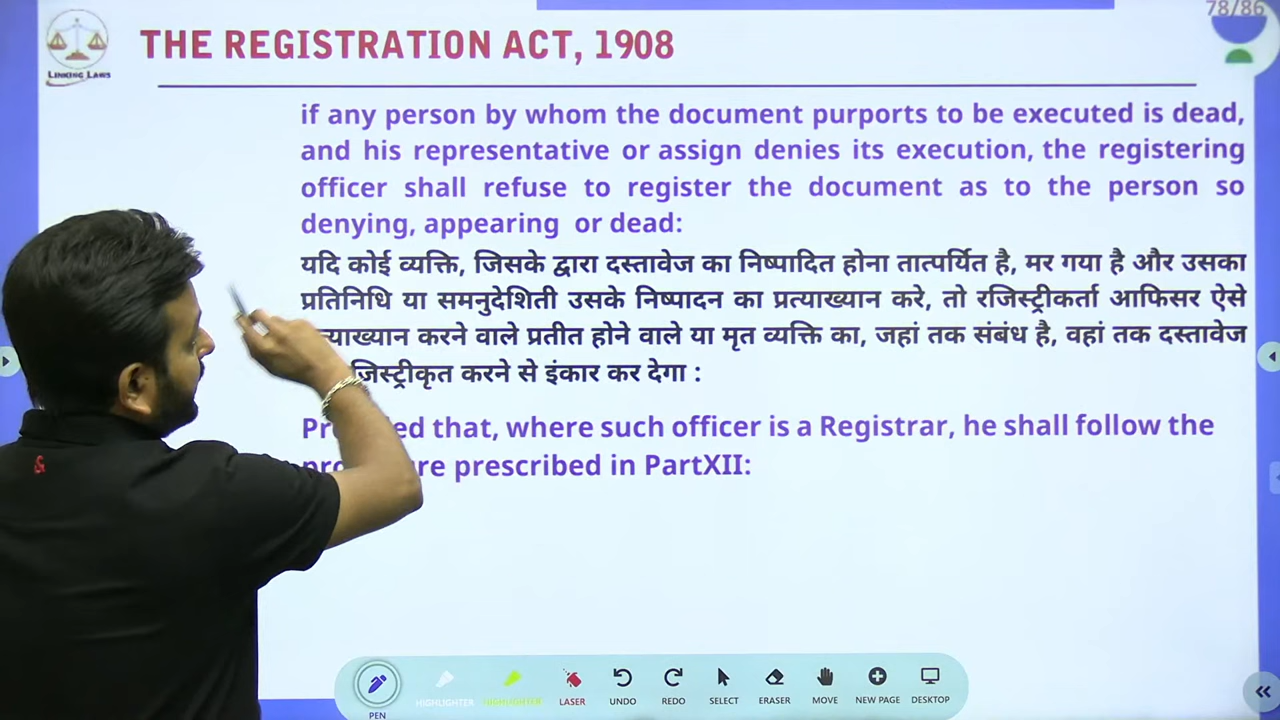 78/86
LINKING LAWS
THE REGISTRATION ACT, 1908
if any person by whom the document purports to be executed is dead,
and his representative or assign denies its execution, the registering
officer shall refuse to register the document as to the person so
denying, appearing or dead:
यदि कोई व्यक्ति, जिसके द्वारा दस्तावेज का निष्पादित होना तात्पर्यित है, मर गया है और उसका
प्रतिनिधि या समनुदेशिती उसके निष्पादन का प्रत्याख्यान करे, तो रजिस्ट्रीकर्ता आफिसर ऐसे
करने वाले प्रतीत होने वाले या मृत व्यक्ति का, जहां तक संबंध है, वहां तक दस्तावेज
करने से इंकार कर देगा :
that, where such officer is a Registrar, he shall follow the
prescribed in PartXII:
&
PEN
HIGHLIGHTER
HIGHLIGHTER
LASER
UNDO
REDO
SELECT
ERASER
MOVE
NEW PAGE
DESKTOP